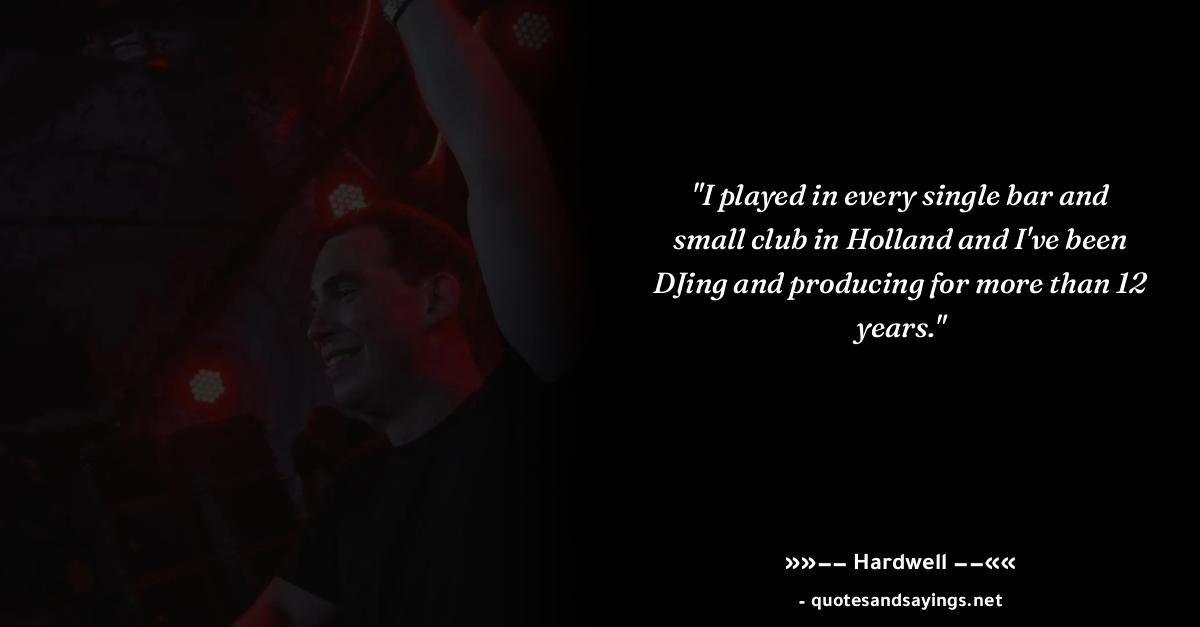 "I played in every single bar and
small club in Holland and I've been
DJing and producing for more than 12
years."
»»−− Hardwell −−««
- quotesandsayings.net